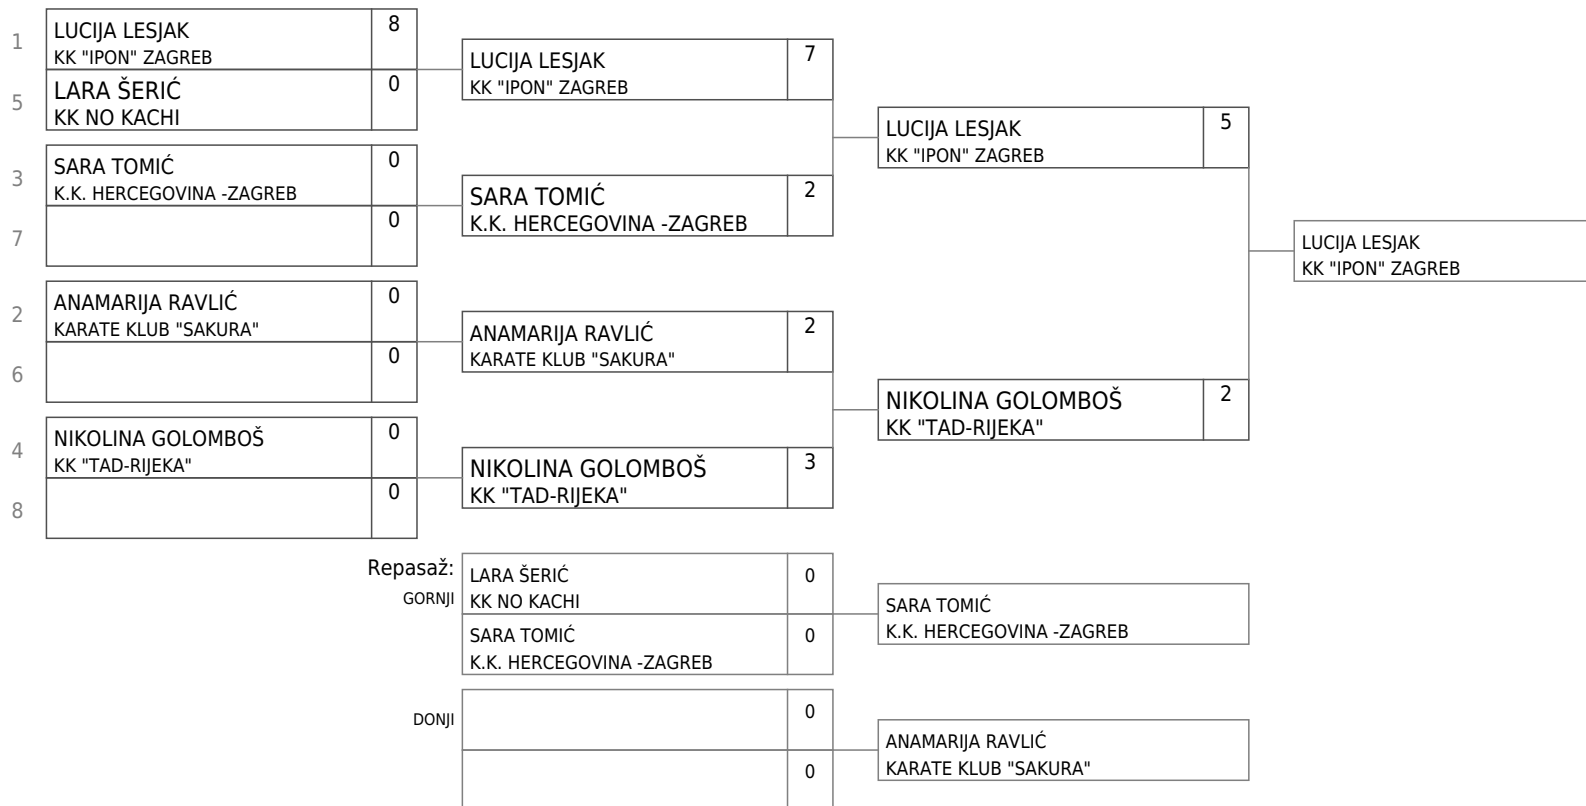 1
LUCIJA LESJAK
KK "IPON" ZAGREB
8
5
LARA ŠERIĆ
KK NO KACHI
0
3
SARA TOMIĆ
K.K. HERCEGOVINA -ZAGREB
0
7
0
2
ANAMARIJA RAVLIĆ
KARATE KLUB "SAKURA"
0
6
0
4
NIKOLINA GOLOMBOŠ
KK "TAD-RIJEKA"
0
8
0
LUCIJA LESJAK
KK "IPON" ZAGREB
7
SARA TOMIĆ
K.K. HERCEGOVINA -ZAGREB
2
ANAMARIJA RAVLIĆ
KARATE KLUB "SAKURA"
2
NIKOLINA GOLOMBOŠ
KK "TAD-RIJEKA"
3
LUCIJA LESJAK
KK "IPON" ZAGREB
5
NIKOLINA GOLOMBOŠ
KK "TAD-RIJEKA"
2
LUCIJA LESJAK
KK "IPON" ZAGREB
Repasaž:
GORNJI
LARA ŠERIĆ
KK NO KACHI
0
SARA TOMIĆ
K.K. HERCEGOVINA -ZAGREB
0
SARA TOMIĆ
K.K. HERCEGOVINA -ZAGREB
DONJI
0
0
ANAMARIJA RAVLIĆ
KARATE KLUB "SAKURA"